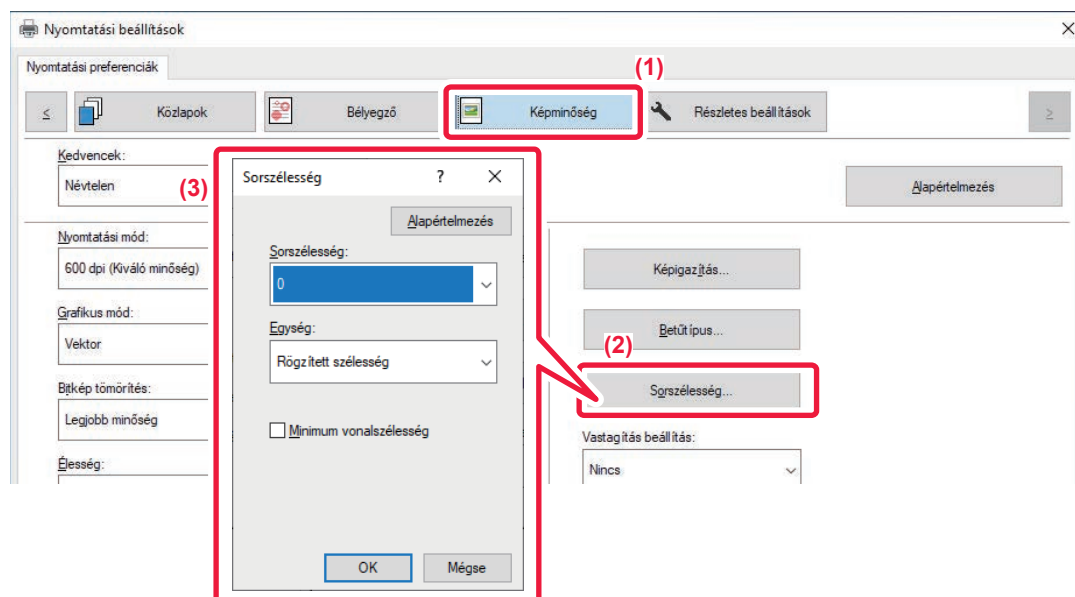 Nyomtatási beállítások
Nyomtatási preferenciák
(1)
< Közlapok Bélyegző Képminőség Részletes beállítások >
Kedvencek:
Névtelen
Alapértelmezés
(3)
Sorszélesség ? ×
Alapértelmezés
Sorszélesség:
0
Egység:
Rögzített szélesség
Minimum vonalszélesség
OK Mégse
Nyomtatási mód:
600 dpi (Kiváló minőség)
Grafikus mód:
Vektor
Bitkép tömörítés:
Legjobb minőség
Élesség:
Képigazítás...
Betűtípus...
(2)
Sorszélesség...
Vastagítás beállítás:
Nincs